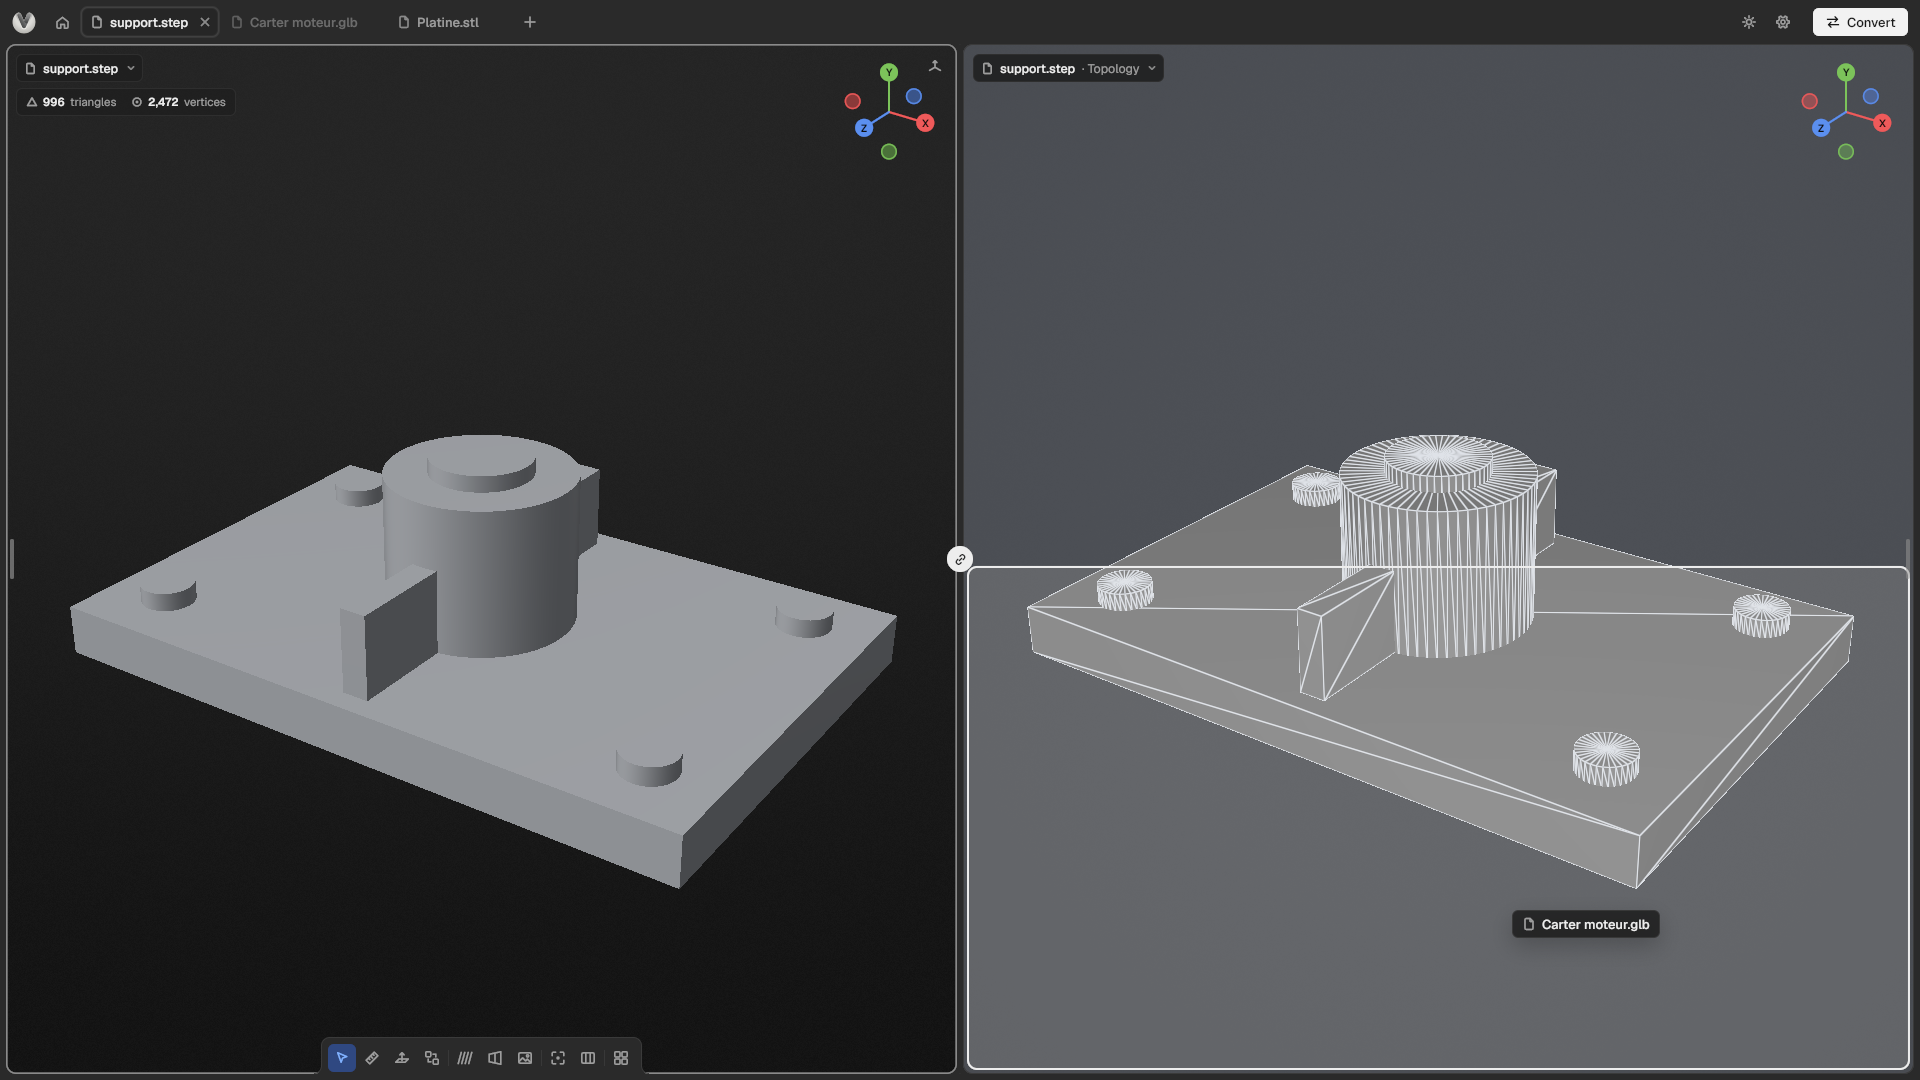 support.step
Carter moteur.glb
Platine.stl
Convert
support.step
996 triangles
2,472 vertices
Y
X
Z
support.step · Topology
Y
X
Z
Carter moteur.glb